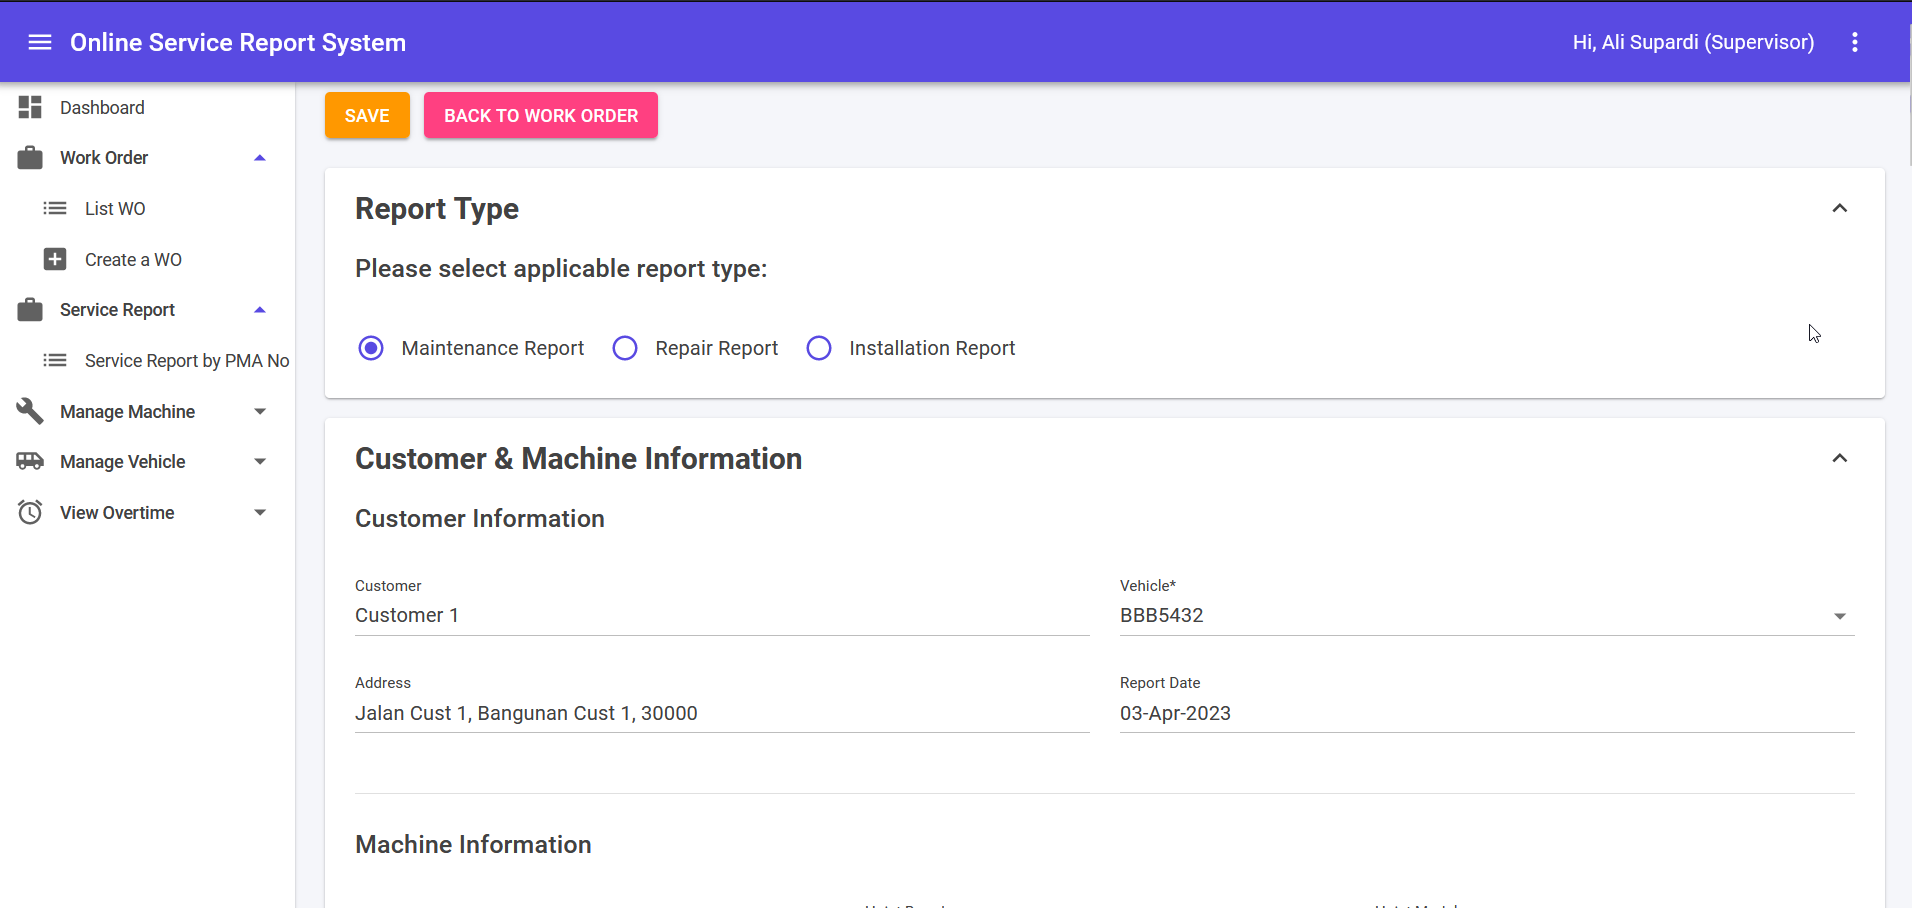 Online Service Report System
Hi, Ali Supardi (Supervisor)
Dashboard
Work Order
List WO
Create a WO
Service Report
Service Report by PMA No
Manage Machine
Manage Vehicle
View Overtime
SAVE
BACK TO WORK ORDER
Report Type
Please select applicable report type:
Maintenance Report
Repair Report
Installation Report
Customer & Machine Information
Customer Information
Customer
Customer 1
Vehicle*
BBB5432
Address
Jalan Cust 1, Bangunan Cust 1, 30000
Report Date
03-Apr-2023
Machine Information